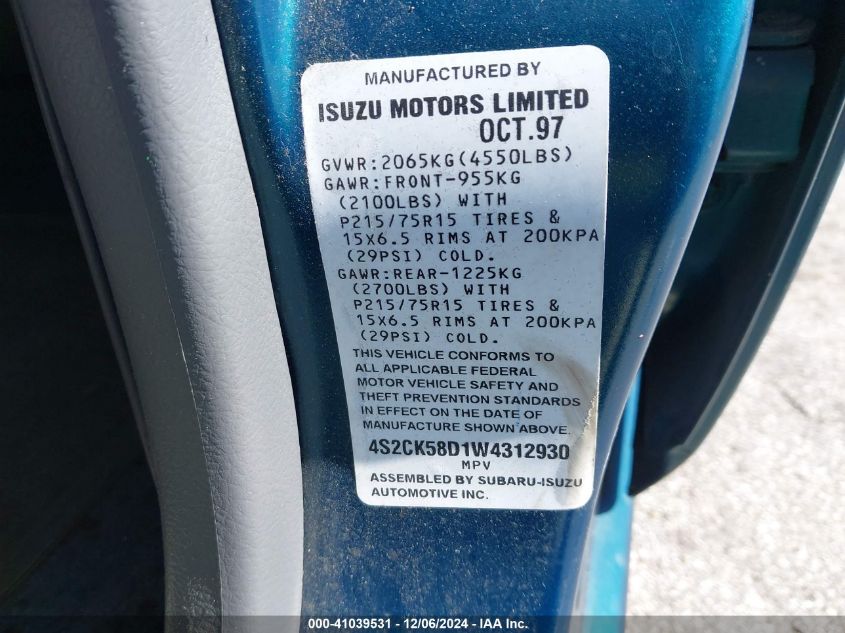 MANUFACTURED BY
ISUZU MOTORS LIMITED
OCT.97
GVWR:2065KG(4550LBS)
GAWR:FRONT-955KG
(2100LBS) WITH
P215/75R15 TIRES &
15X6.5 RIMS AT 200KPA
(29PSI) COLD.
GAWR:REAR-1225KG
(2700LBS) WITH
P215/75R15 TIRES &
15X6.5 RIMS AT 200KPA
(29PSI) COLD.
THIS VEHICLE CONFORMS TO
ALL APPLICABLE FEDERAL
MOTOR VEHICLE SAFETY AND
THEFT PREVENTION STANDARDS
IN EFFECT ON THE DATE OF
MANUFACTURE SHOWN ABOVE.
4S2CK58D1W4312930
MPV
ASSEMBLED BY SUBARU-ISUZU
AUTOMOTIVE INC.
000-41039531 - 12/06/2024 - IAA Inc.